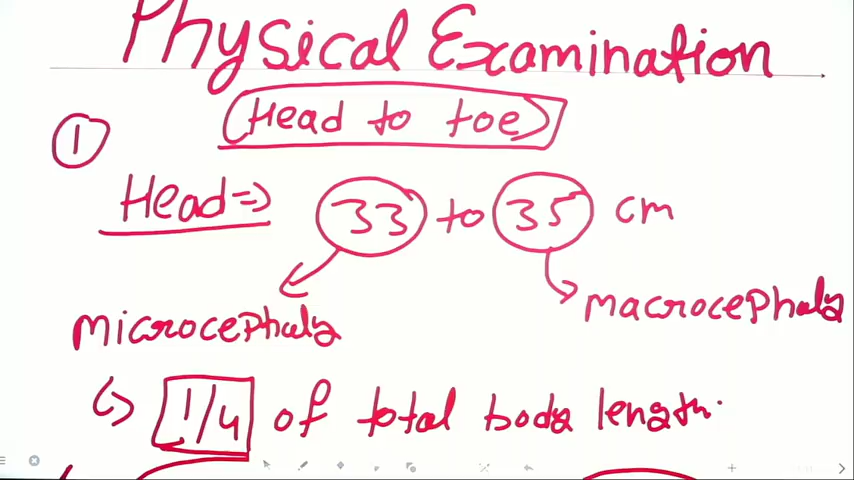 Physical Examination
(Head to toe)
1
Head => 33 to 35 cm
microcephaly
macrocephaly
↳ 1/4 of total body length.